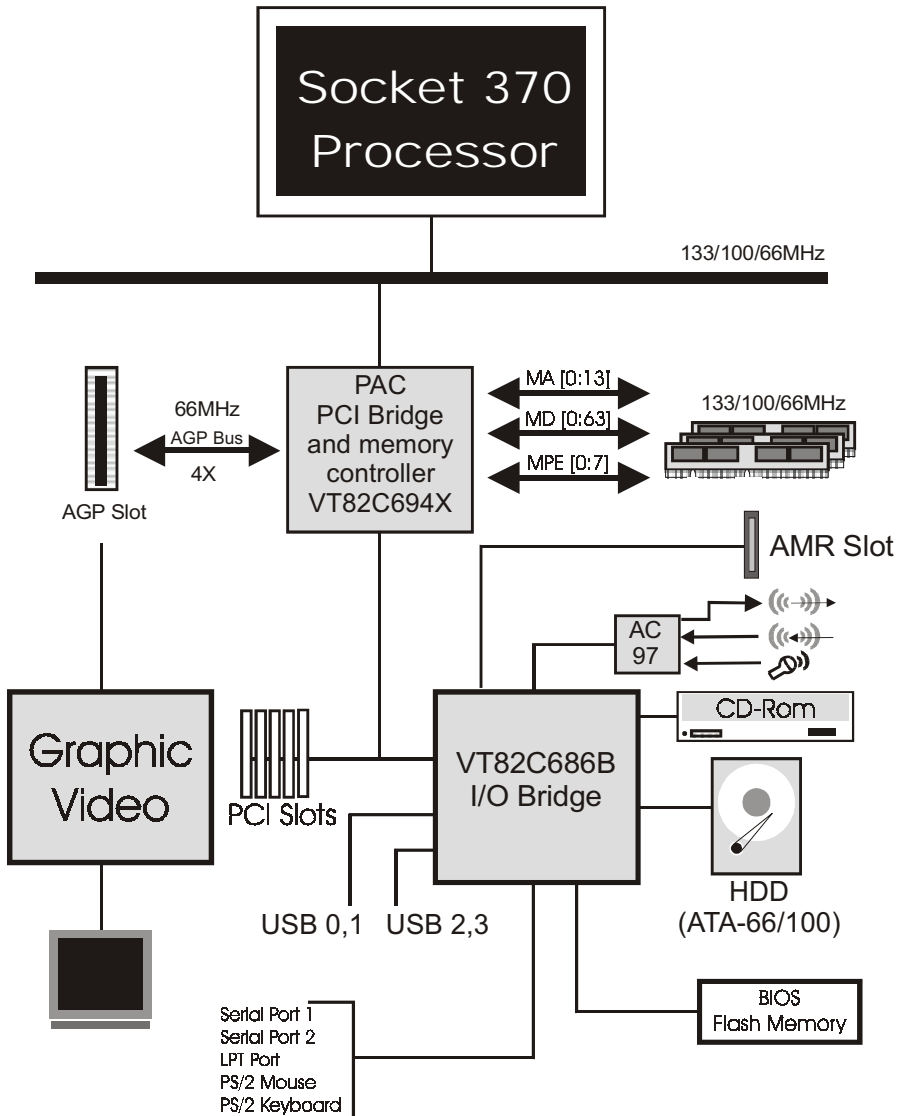 Socket 370
Processor
133/100/66MHz
PAC
PCI Bridge
and memory
controller
VT82C694X
MA [0:13]
MD [0:63]
MPE [0:7]
133/100/66MHz
66MHz
AGP Bus
4X
AGP Slot
AMR Slot
AC
97
CD-Rom
Graphic
Video
PCI Slots
VT82C686B
I/O Bridge
HDD
(ATA-66/100)
USB 0,1
USB 2,3
BIOS
Flash Memory
Serial Port 1
Serial Port 2
LPT Port
PS/2 Mouse
PS/2 Keyboard